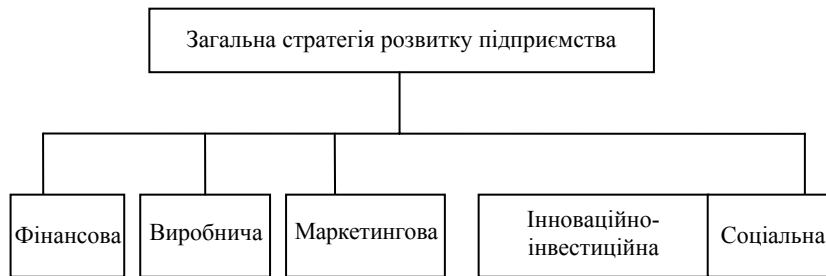 Загальна стратегія розвитку підприємства
Фінансова
Виробнича
Маркетингова
Інноваційно-
інвестиційна
Соціальна